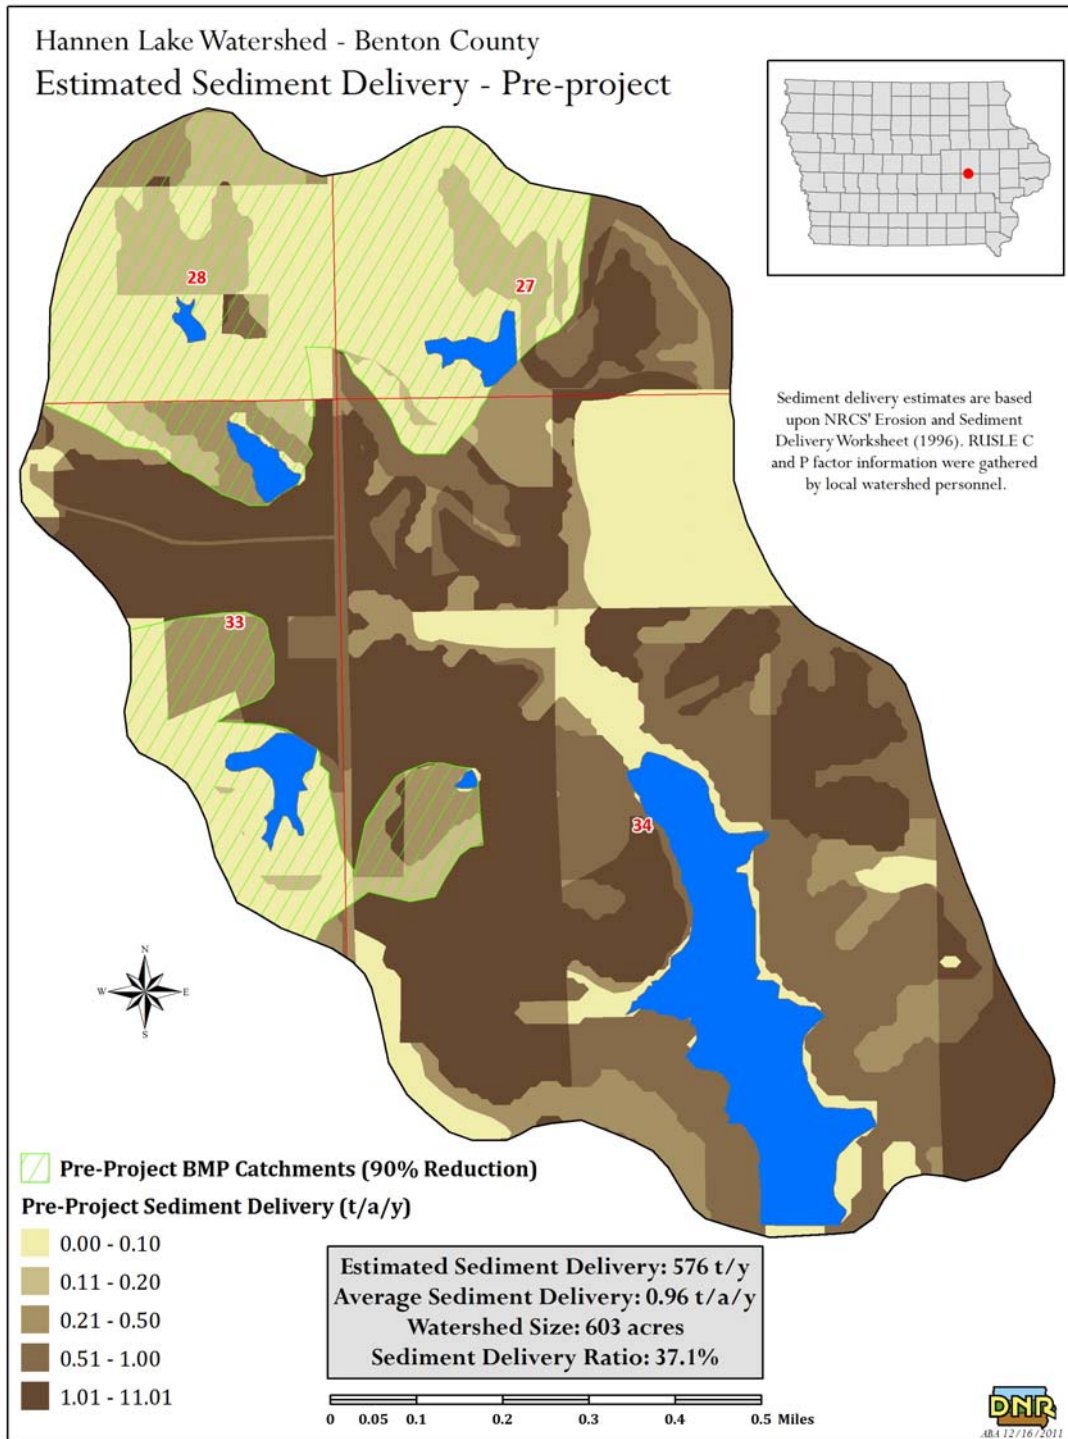 Hannen Lake Watershed - Benton County
Estimated Sediment Delivery - Pre-project
28
27
Sediment delivery estimates are based
upon NRCS' Erosion and Sediment
Delivery Worksheet (1996). RUSLE C
and P factor information were gathered
by local watershed personnel.
33
34
N
W
E
S
Pre-Project BMP Catchments (90% Reduction)
Pre-Project Sediment Delivery (t/a/y)
0.00 - 0.10
0.11 - 0.20
0.21 - 0.50
0.51 - 1.00
1.01 - 11.01
Estimated Sediment Delivery: 576 t/y
Average Sediment Delivery: 0.96 t/a/y
Watershed Size: 603 acres
Sediment Delivery Ratio: 37.1%
0 0.05 0.1 0.2 0.3 0.4 0.5 Miles
DNR
ABA 12/16/2011